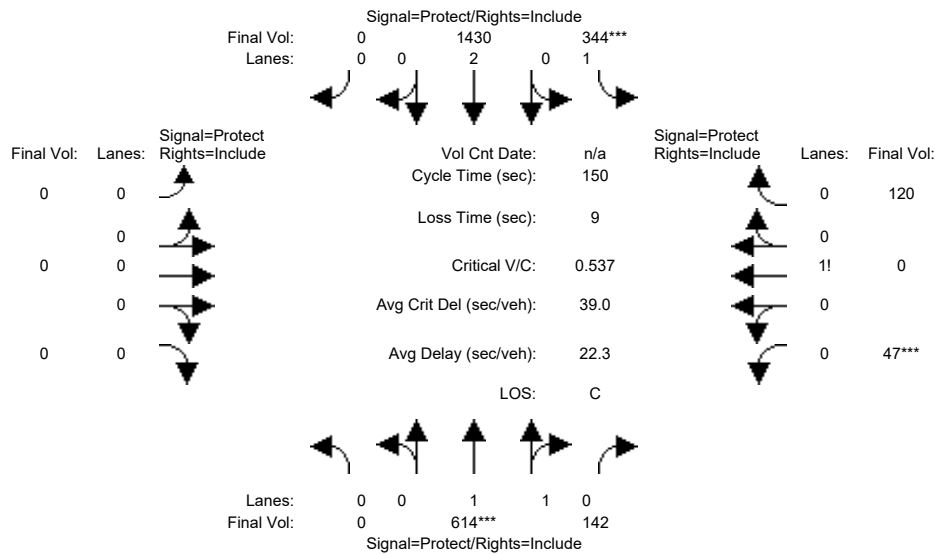 Signal=Protect/Rights=Include
Final Vol: 0 1430 344***
Lanes: 0 0 2 0 1
Signal=Protect
Final Vol: Lanes: Rights=Include
Vol Cnt Date: n/a
Signal=Protect
Rights=Include Lanes: Final Vol:
Cycle Time (sec): 150
0 0
0 120
Loss Time (sec): 9
0
0
0 0
Critical V/C: 0.537
1! 0
0
Avg Crit Del (sec/veh): 39.0
0
0 0
Avg Delay (sec/veh): 22.3
0 47***
LOS: C
Lanes: 0 0 1 1 0
Final Vol: 0 614*** 142
Signal=Protect/Rights=Include